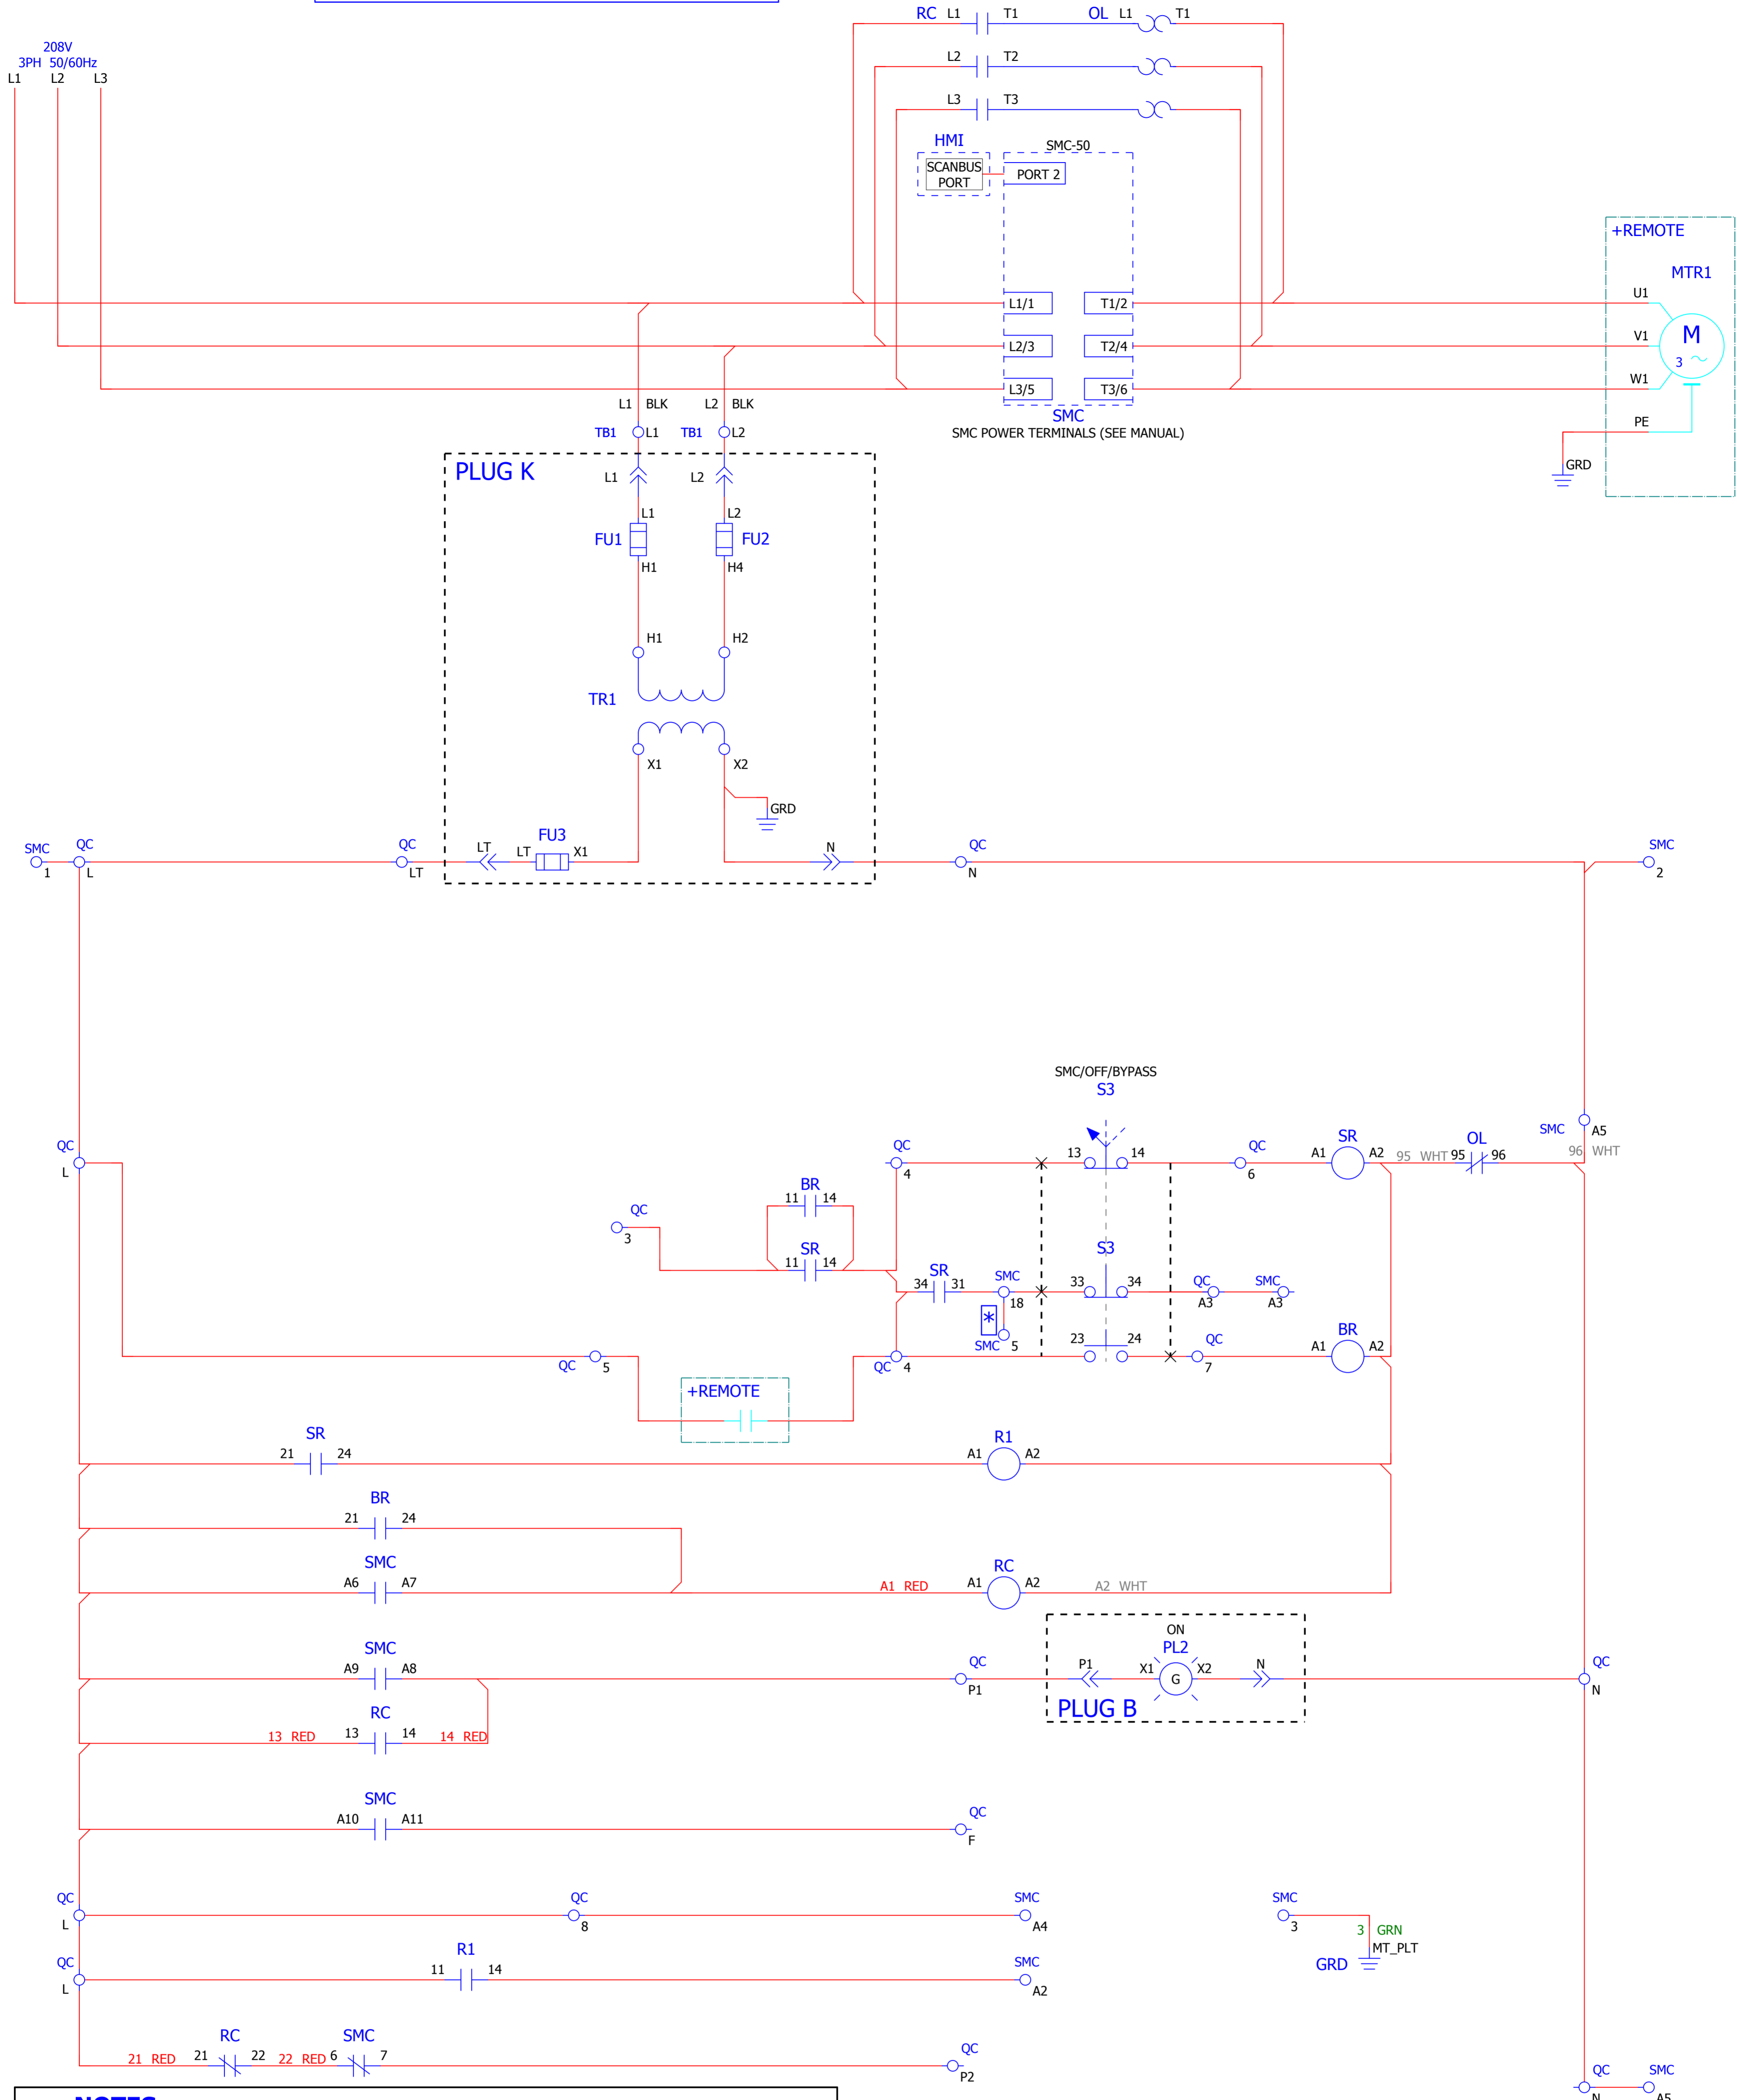 RC L1 T1 OL L1 T1
208V
3PH 50/60Hz
L1 L2 L3
L2 T2
L3 T3
HMI
SMC-50
SCANBUS
PORT
PORT 2
+REMOTE
MTR1
L1/1 T1/2 U1
L2/3 T2/4 V1
M
3
L3/5 T3/6 W1
L1 BLK L2 BLK
SMC
PE
TB1 L1 TB1 L2
SMC POWER TERMINALS (SEE MANUAL)
PLUG K
L1 L2
GRD
L1 L2
FU1 FU2
H1 H4
H1 H2
TR1
X1 X2
GRD
SMC QC QC LT FU3 N QC SMC
LT X1
1 L LT N 2
SMC/OFF/BYPASS
S3
SMC A5
QC QC 13 14 QC SR OL
L 4 6 A1 A2 95 WHT 95 96 96 WHT
BR
11 14
QC
3
SR S3
11 14
SR SMC 33 34 QC SMC
34 31
18 A3 A3
*
SMC 5 23 24 QC BR
QC 5 QC 4 7 A1 A2
+REMOTE
SR R1
21 24 A1 A2
BR
21 24
SMC RC
A6 A7 A1 RED A1 A2 A2 WHT
ON
SMC PL2
A9 A8 QC P1 X1 G X2 N QC
P1 N
RC PLUG B
13 RED 13 14 14 RED
SMC
A10 A11 QC
F
QC QC SMC SMC
L 8 A4 3
3 GRN
R1 MT_PLT
QC 11 14 SMC GRD
L A2
RC SMC
21 RED 21 22 22 RED 6 7 QC
P2
QC SMC
N A5
NOTES